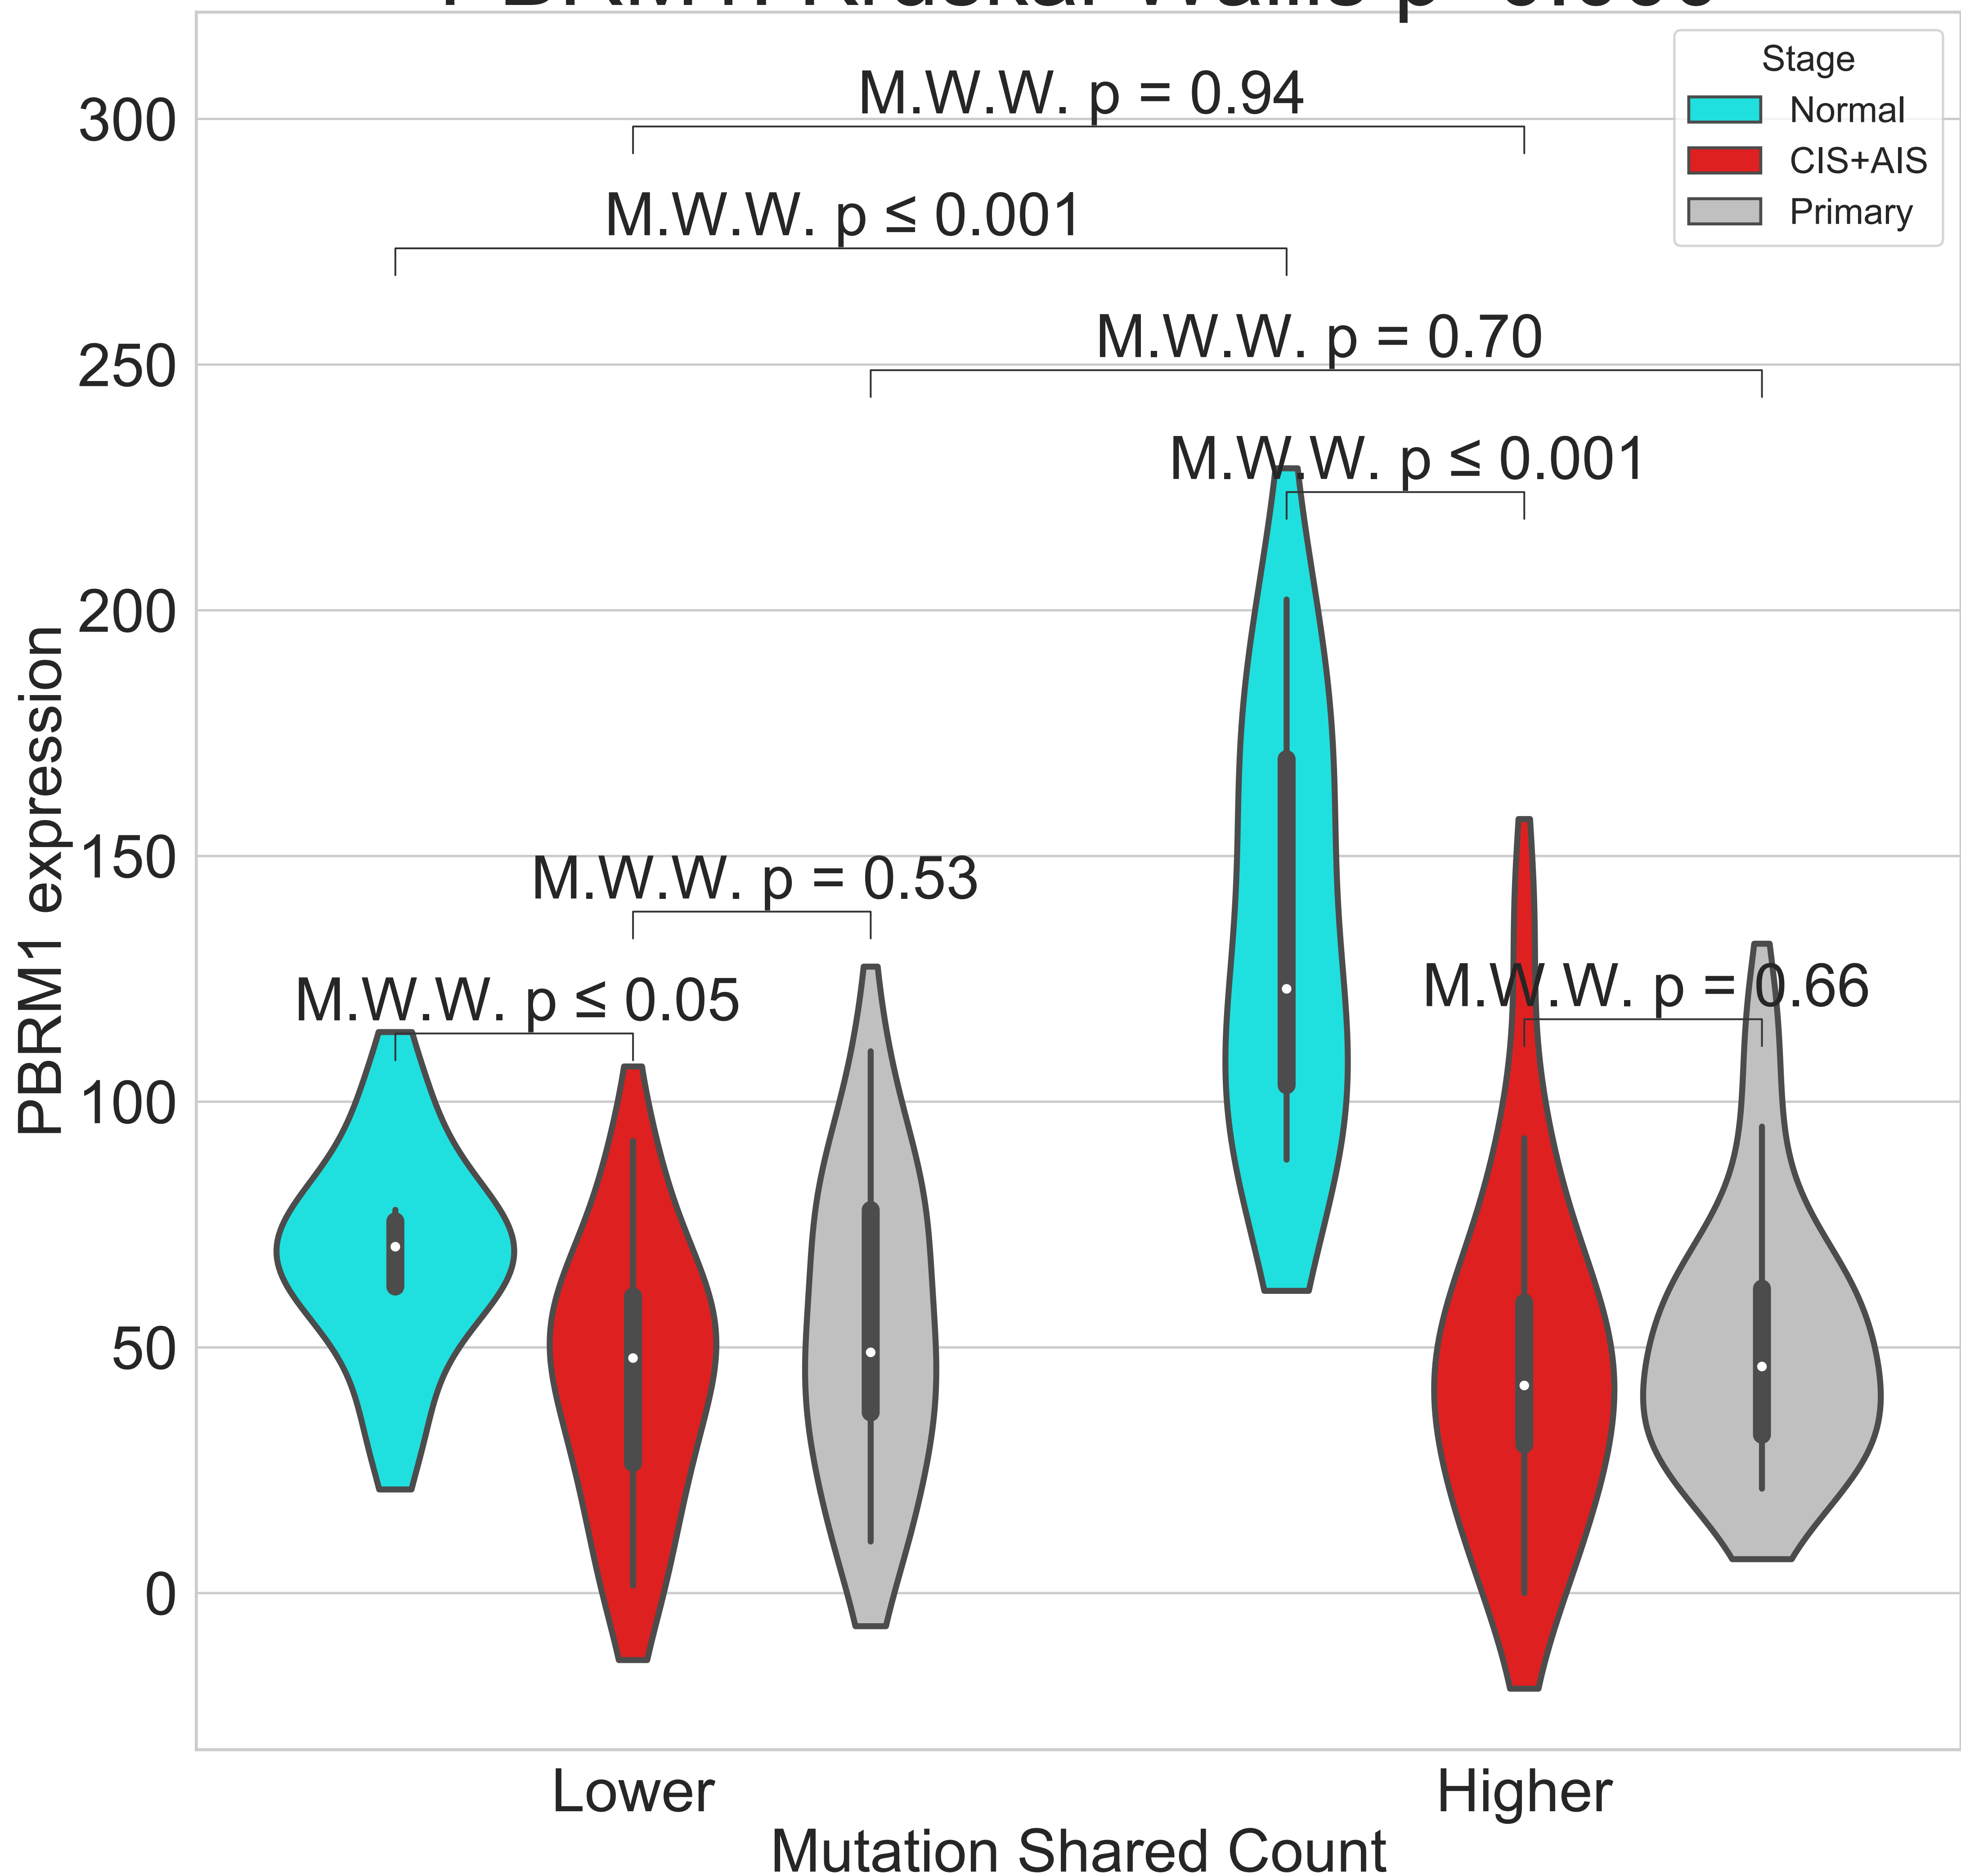 M.W.W. p = 0.94
Stage
Normal
CIS+AIS
Primary
M.W.W. p ≤ 0.001
M.W.W. p = 0.70
M.W.W. p ≤ 0.001
M.W.W. p = 0.53
M.W.W. p ≤ 0.05
M.W.W. p = 0.66
300
250
200
150
100
50
0
PBRM1 expression
Lower
Higher
Mutation Shared Count